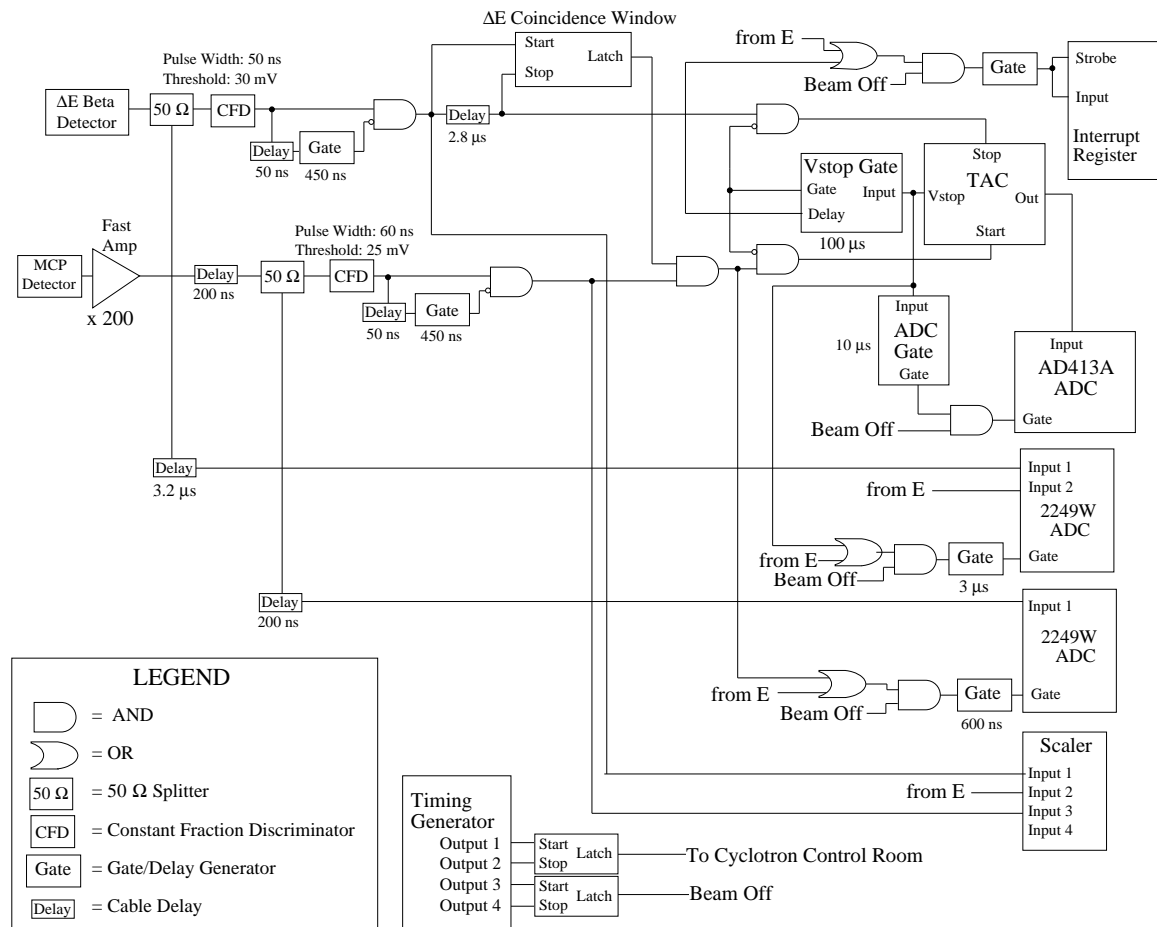 ΔE Coincidence Window
Start
Stop
Latch
from E
Beam Off
Gate
Strobe
Input
Interrupt
Register
Pulse Width: 50 ns
Threshold: 30 mV
ΔE Beta
Detector
50 Ω
CFD
Delay
50 ns
Gate
450 ns
Delay
2.8 μs
Vstop Gate
Gate
Input
Delay
100 μs
Stop
TAC
Vstop
Out
Start
Fast
Amp
MCP
Detector
x 200
Delay
200 ns
50 Ω
Pulse Width: 60 ns
Threshold: 25 mV
CFD
Delay
50 ns
Gate
450 ns
Input
ADC
Gate
Gate
10 μs
Input
AD413A
ADC
Gate
Beam Off
Delay
3.2 μs
Input 1
Input 2
2249W
ADC
Gate
from E
from E
Beam Off
Gate
3 μs
Delay
200 ns
Input 1
2249W
ADC
Gate
from E
Beam Off
Gate
600 ns
Scaler
Input 1
Input 2
Input 3
Input 4
from E
LEGEND
= AND
= OR
50 Ω = 50 Ω Splitter
CFD = Constant Fraction Discriminator
Gate = Gate/Delay Generator
Delay = Cable Delay
Timing
Generator
Output 1
Output 2
Output 3
Output 4
Start
Stop
Latch
To Cyclotron Control Room
Start
Stop
Latch
Beam Off